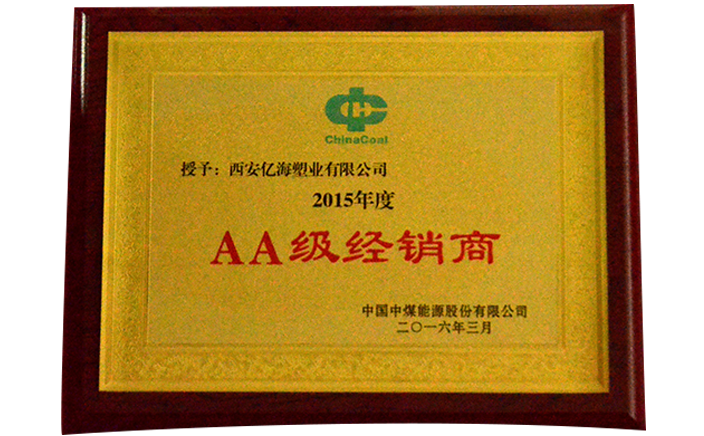 ChinaCoal
授予：西安亿海塑业有限公司
2015年度
AA级经销商
中国中煤能源股份有限公司
二〇一六年三月